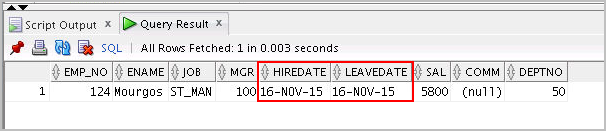 Script Output x Query Result x
SQL | All Rows Fetched: 1 in 0.003 seconds
EMP_NO ENAME JOB MGR HIREDATE LEAVEDATE SAL COMM DEPTNO
1 124 Mourgos ST_MAN 100 16-NOV-15 16-NOV-15 5800 (null) 50